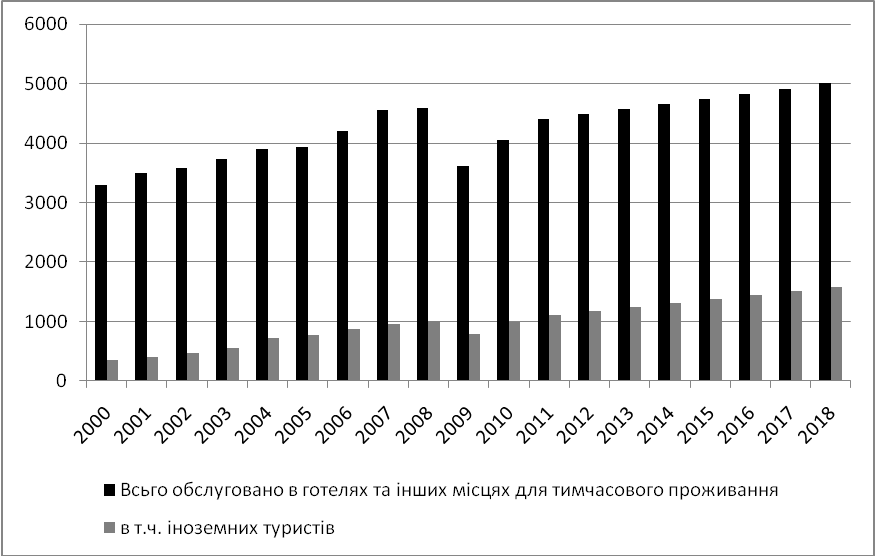 6000
5000
4000
3000
2000
1000
0
2000 2001 2002 2003 2004 2005 2006 2007 2008 2009 2010 2011 2012 2013 2014 2015 2016 2017 2018
Всьго обслуговано в готелях та інших місцях для тимчасового проживання
в т.ч. іноземних туристів